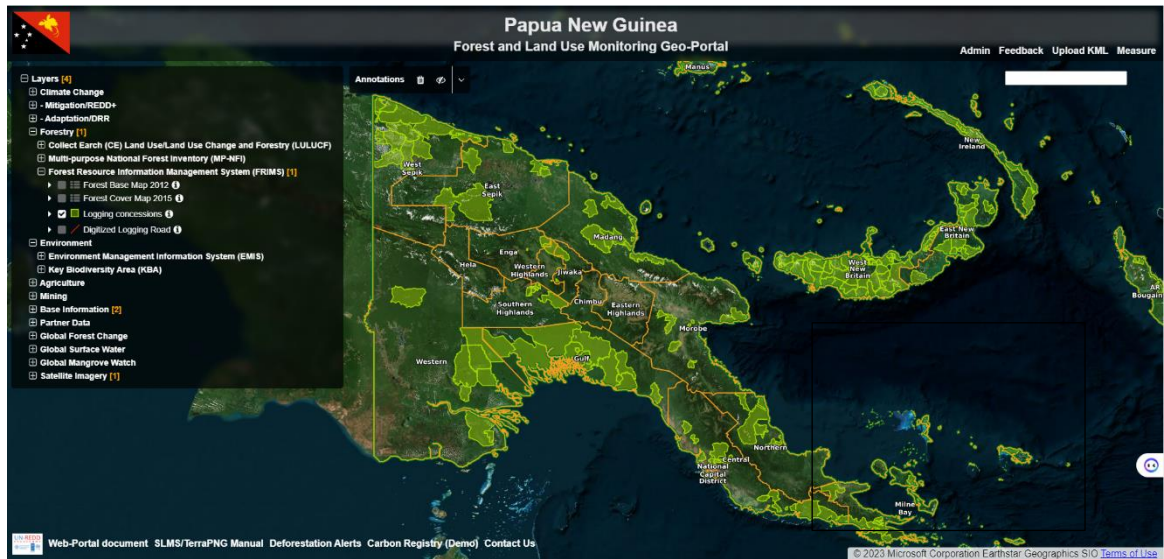 Papua New Guinea
Forest and Land Use Monitoring Geo-Portal
Admin Feedback Upload KML Measure
Layers [4]
Climate Change
- Mitigation/REDD+
- Adaptation/DRR
Forestry [1]
Collect Earch (CE) Land Use/Land Use Change and Forestry (LULUCF)
Multi-purpose National Forest Inventory (MP-NFI)
Forest Resource Information Management System (FRIMS) [1]
Forest Base Map 2012
Forest Cover Map 2015
Logging concessions
Digitized Logging Road
Environment
Environment Management Information System (EMIS)
Key Biodiversity Area (KBA)
Agriculture
Mining
Base Information [2]
Partner Data
Global Forest Change
Global Surface Water
Global Mangrove Watch
Satellite Imagery [1]
Annotations
Manus
New
Ireland
West
Sepik
East
Sepik
Madang
East New
Britain
West
New
Britain
AR
Bougain
Enga
Hela
Western
Highlands
Jiwaka
Southern
Highlands
Chimbu
Eastern
Highlands
Morobe
Western
Gulf
Northern
Central
National
Capital
District
Milne
Bay
UN-REDD
Web-Portal document SLMS/TerraPNG Manual Deforestation Alerts Carbon Registry (Demo) Contact Us
© 2023 Microsoft Corporation Earthstar Geographics SIO Terms of Use